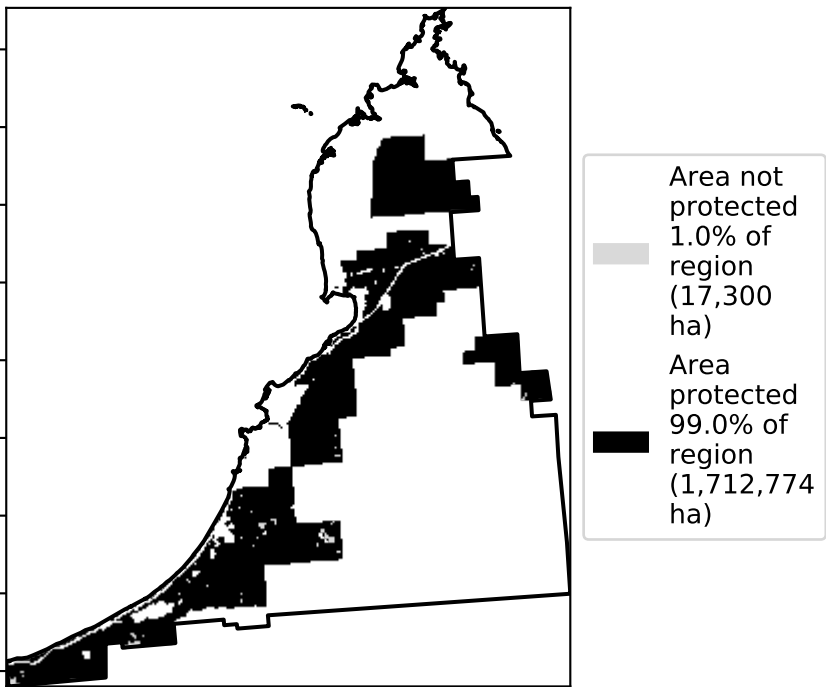 Area not
protected
1.0% of
region
(17,300
ha)
Area
protected
99.0% of
region
(1,712,774
ha)